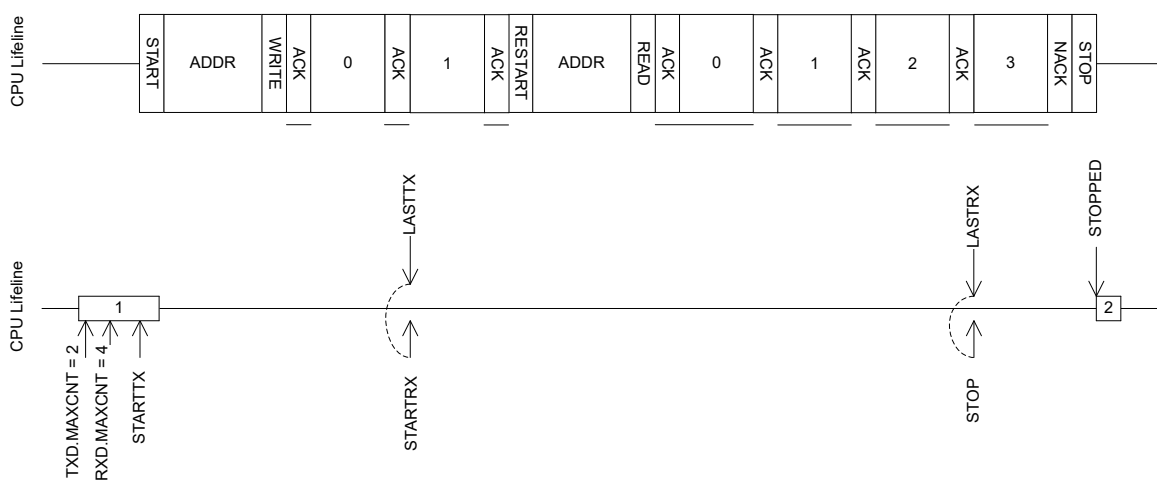 CPU Lifeline
START
ADDR
WRITE
ACK
0
ACK
1
ACK
RESTART
ADDR
READ
ACK
0
ACK
1
ACK
2
ACK
3
NACK
STOP
LASTTX
LASTRX
STOPPED
CPU Lifeline
1
2
TXD.MAXCNT = 2
RXD.MAXCNT = 4
STARTTX
STARTRX
STOP